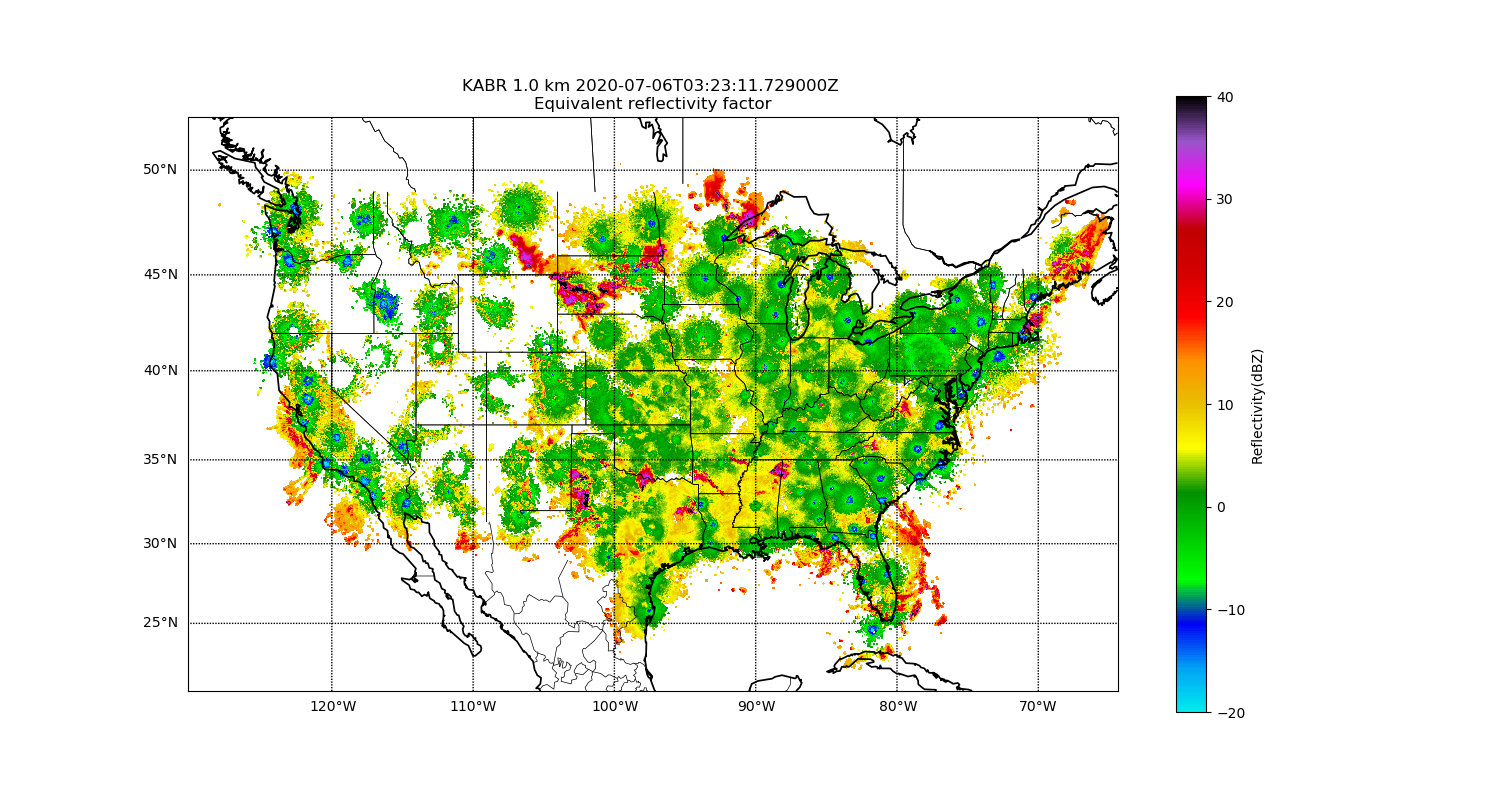 KABR 1.0 km 2020-07-06T03:23:11.729000Z
Equivalent reflectivity factor
50°N
45°N
40°N
35°N
30°N
25°N
120°W
110°W
100°W
90°W
80°W
70°W
40
30
20
10
0
−10
−20
Reflectivity(dBZ)